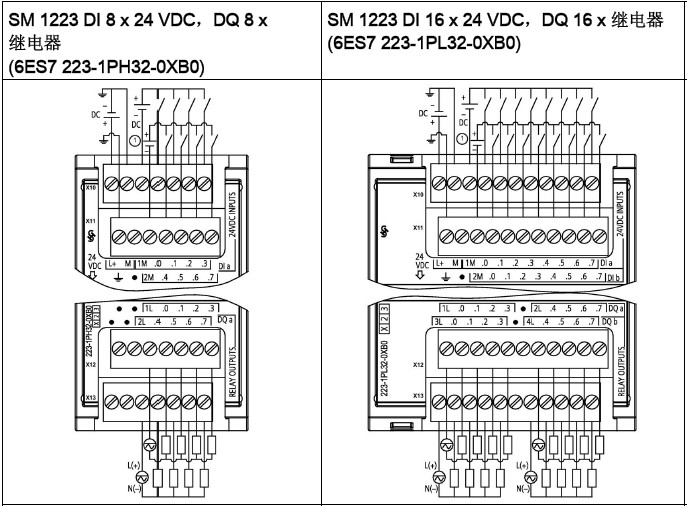 SM 1223 DI 8 x 24 VDC，DQ 8 x
继电器
(6ES7 223-1PH32-0XB0)
SM 1223 DI 16 x 24 VDC，DQ 16 x 继电器
(6ES7 223-1PL32-0XB0)
DC
DC
1
X10
X11
24VDC INPUTS
24
VDC
L+ M 1M .0 .1 .2 .3 DI a
2M .4 .5 .6 .7
1L .0 .1 .2 .3
DQ a
2L .4 .5 .6 .7
223-1PH32-0XB0
X 2 3
X12
X13
RELAY OUTPUTS
L(+)
N(–)
DC
DC
1
X10
X11
24VDC INPUTS
24
VDC
L+ M 1M .0 .1 .2 .3 .4 .5 .6 .7 DI a
2M .0 .1 .2 .3 .4 .5 .6 .7 DI b
1L .0 .1 .2 .3 2L .4 .5 .6 .7 DQ a
3L .0 .1 .2 .3 4L .4 .5 .6 .7 DQ b
223-1PL32-0XB0
X 2 3
X12
X13
RELAY OUTPUTS
L(+)
N(–)